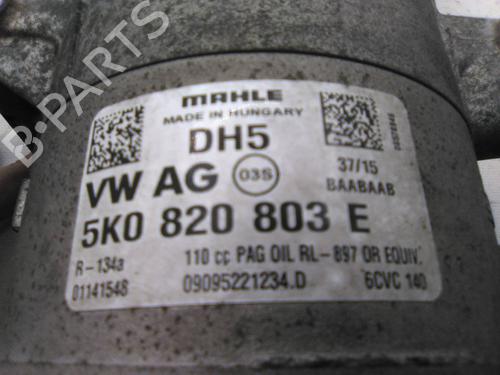 B-PARTS
MAHLE
MADE IN HUNGARY
DH5
VW AG 03S
37/15
BAABAAB
5K0 820 803 E
R-134a 110 cc PAG OIL RL-897 OR EQUIV.
01141548 09095221234.D 6CVC 140